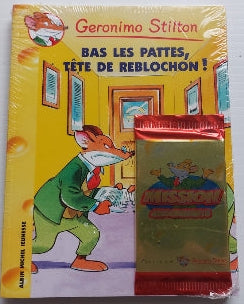 Geronimo Stilton
BAS LES PATTES,
TÊTE DE REBLOCHON !
MISSION!
ALBIN MICHEL JEUNESSE